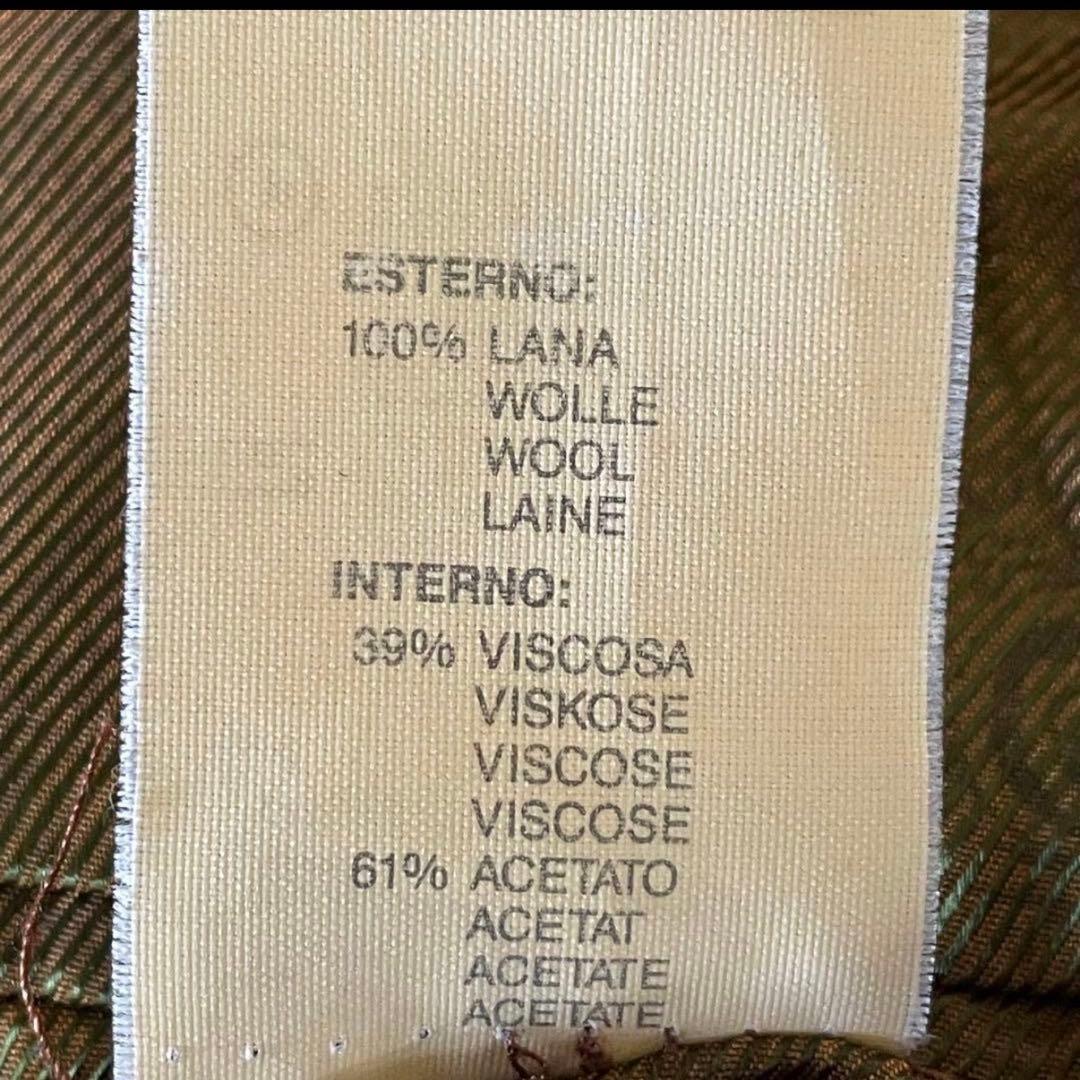 ESTERNO:
100% LANA
WOLLE
WOOL
LAINE
INTERNO:
39% VISCOSA
VISKOSE
VISCOSE
VISCOSE
61% ACETATO
ACETAT
ACETATE
ACETATE